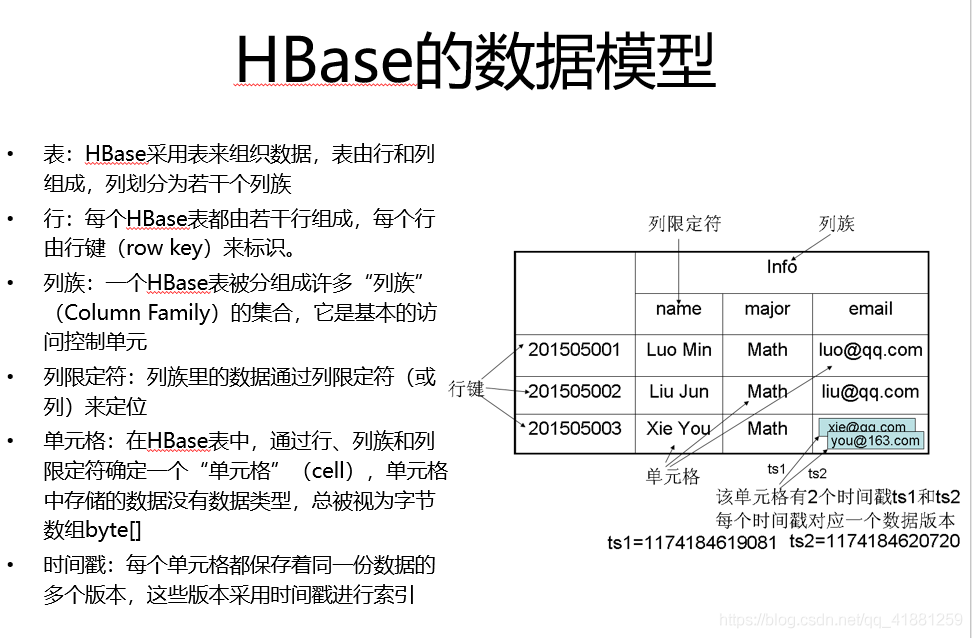 HBase的数据模型
• 表：HBase采用表来组织数据，表由行和列
组成，列划分为若干个列族
• 行：每个HBase表都由若干行组成，每个行
由行键（row key）来标识。
• 列族：一个HBase表被分组成许多“列族”
（Column Family）的集合，它是基本的访
问控制单元
• 列限定符：列族里的数据通过列限定符（或
列）来定位
• 单元格：在HBase表中，通过行、列族和列
限定符确定一个“单元格”（cell），单元格
中存储的数据没有数据类型，总被视为字节
数组byte[]
• 时间戳：每个单元格都保存着同一份数据的
多个版本，这些版本采用时间戳进行索引
列限定符 列族
Info
name major email
201505001 Luo Min Math luo@qq.com
行键
201505002 Liu Jun Math liu@qq.com
201505003 Xie You Math xie@qq.com
you@163.com
单元格
ts1 ts2
该单元格有2个时间戳ts1和ts2
每个时间戳对应一个数据版本
ts1=1174184619081 ts2=1174184620720
https://blog.csdn.net/qq_41881259